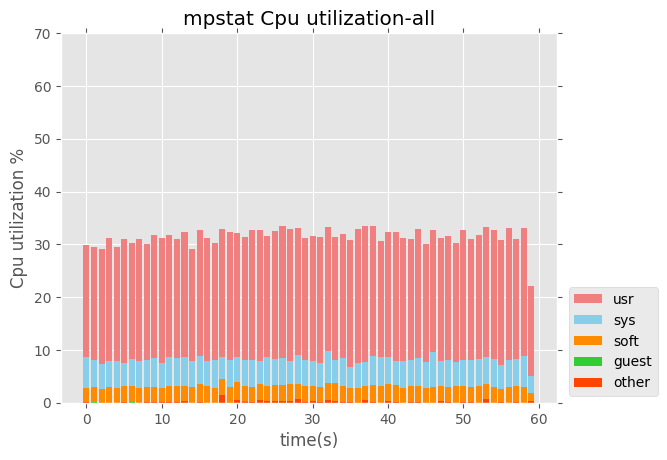 mpstat Cpu utilization-all
Cpu utilization %
70
60
50
40
30
20
10
0
0
10
20
30
40
50
60
time(s)
usr
sys
soft
guest
other